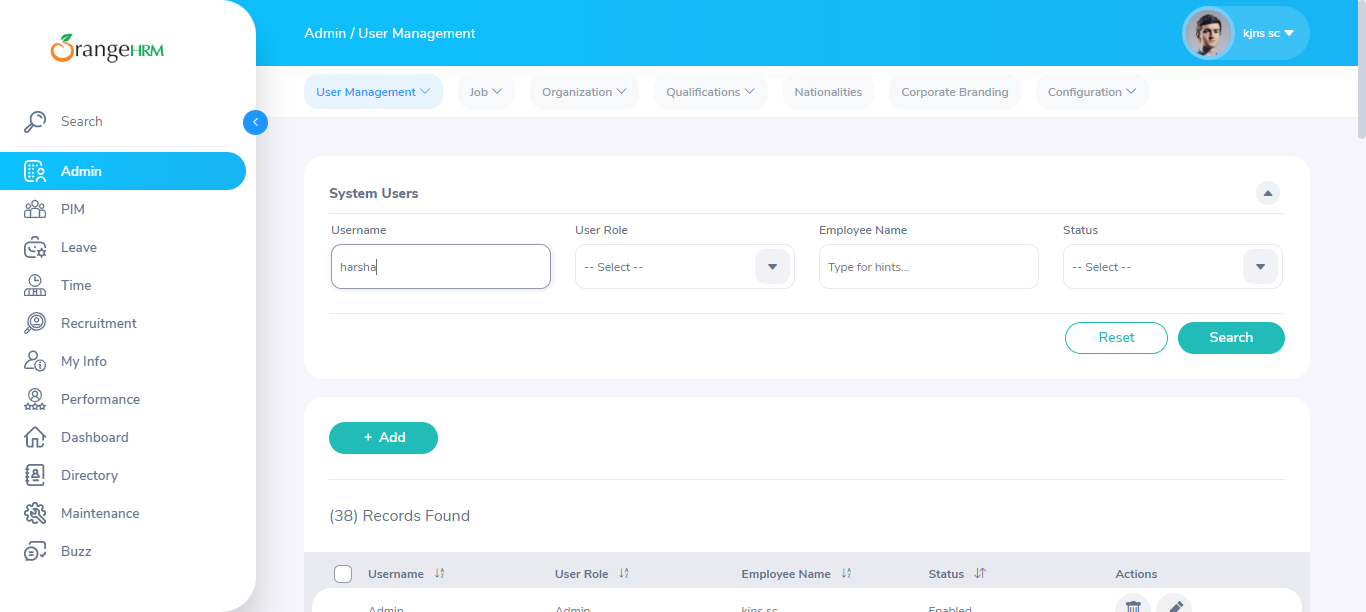 OrangeHRM
Admin / User Management
kjns sc
User Management
Job
Organization
Qualifications
Nationalities
Corporate Branding
Configuration
Search
Admin
PIM
Leave
Time
Recruitment
My Info
Performance
Dashboard
Directory
Maintenance
Buzz
System Users
Username
User Role
Employee Name
Status
harsha
-- Select --
Type for hints...
-- Select --
Reset
Search
+ Add
(38) Records Found
Username
User Role
Employee Name
Status
Actions
Admin
Admin
kjns sc
Enabled